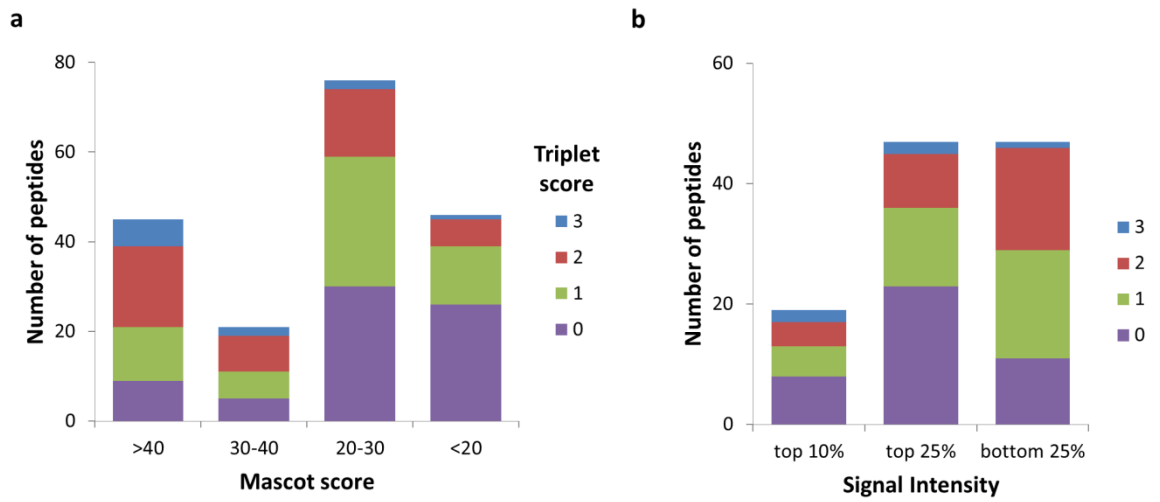 a
80
60
40
20
0
Number of peptides
>40
30-40
20-30
<20
Mascot score
Triplet
score
3
2
1
0
b
60
40
20
0
Number of peptides
top 10%
top 25%
bottom 25%
Signal Intensity
3
2
1
0